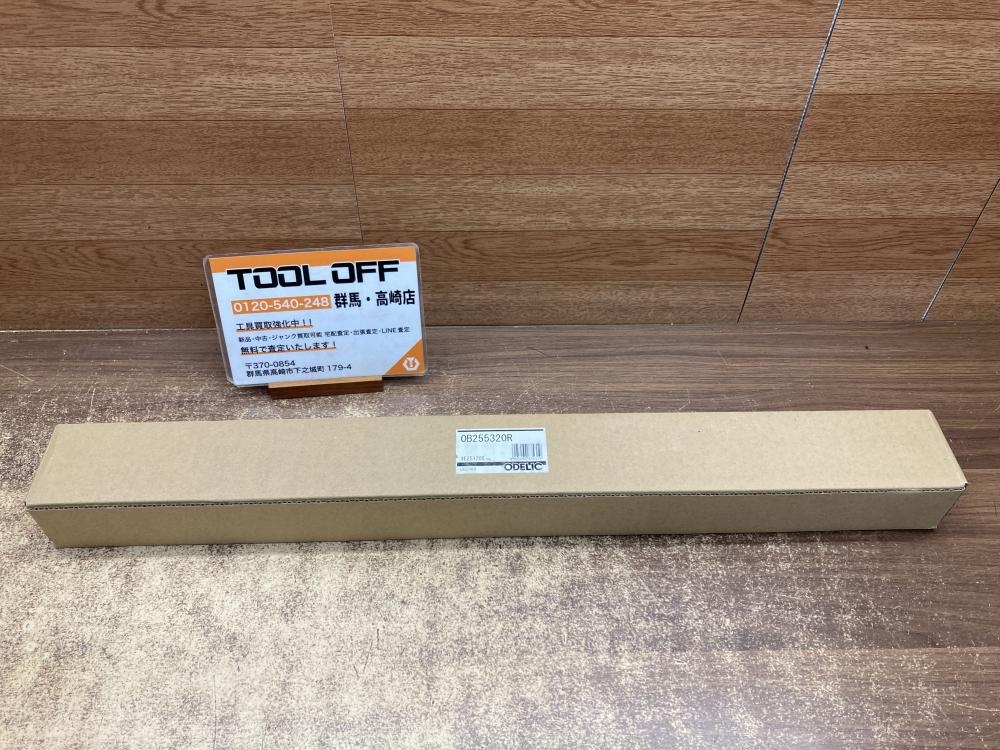 TOOL OFF
0120-540-248 群馬・高崎店
工具買取強化中！！
新品・中古・ジャンク買取可能 宅配査定・出張査定・LINE査定
無料で査定いたします！
〒370-0854
群馬県高崎市下之城町 179-4
OB255320R
ODELIC